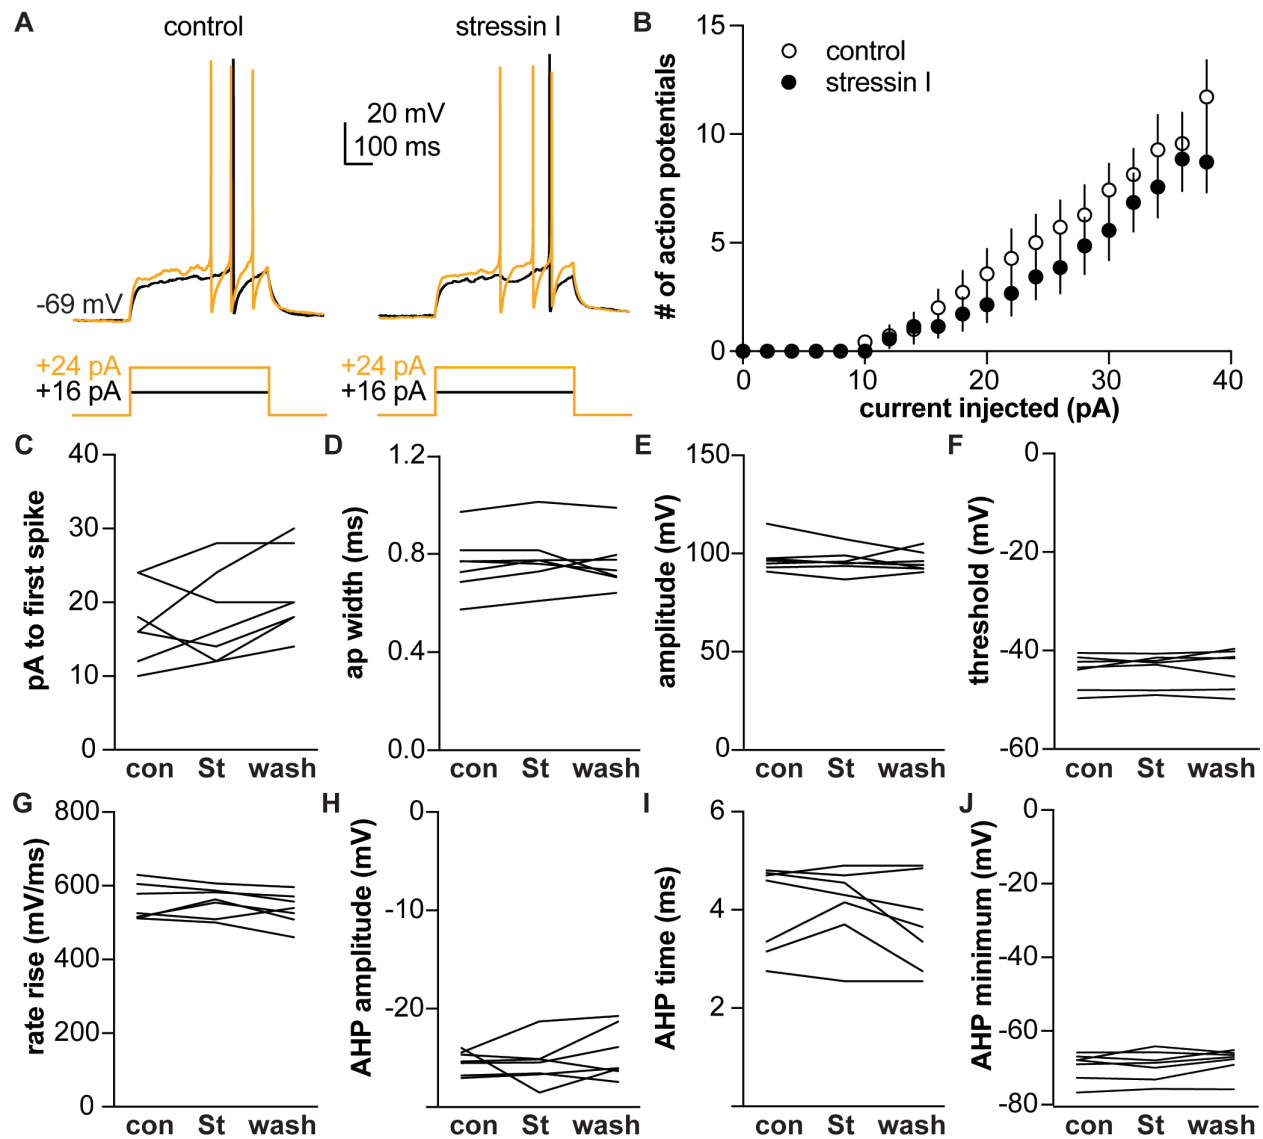 A
control
stressin I
20 mV
100 ms
-69 mV
+24 pA
+16 pA
+24 pA
+16 pA
B
# of action potentials
15
10
5
0
control
stressin I
0
10
20
30
40
current injected (pA)
C
pA to first spike
40
30
20
10
0
con St wash
D
ap width (ms)
1.2
0.8
0.4
0.0
con St wash
E
amplitude (mV)
150
100
50
0
con St wash
F
threshold (mV)
0
-20
-40
-60
con St wash
G
rate rise (mV/ms)
800
600
400
200
0
con St wash
H
AHP amplitude (mV)
0
-10
-20
con St wash
I
AHP time (ms)
6
4
2
con St wash
J
AHP minimum (mV)
0
-20
-40
-60
-80
con St wash